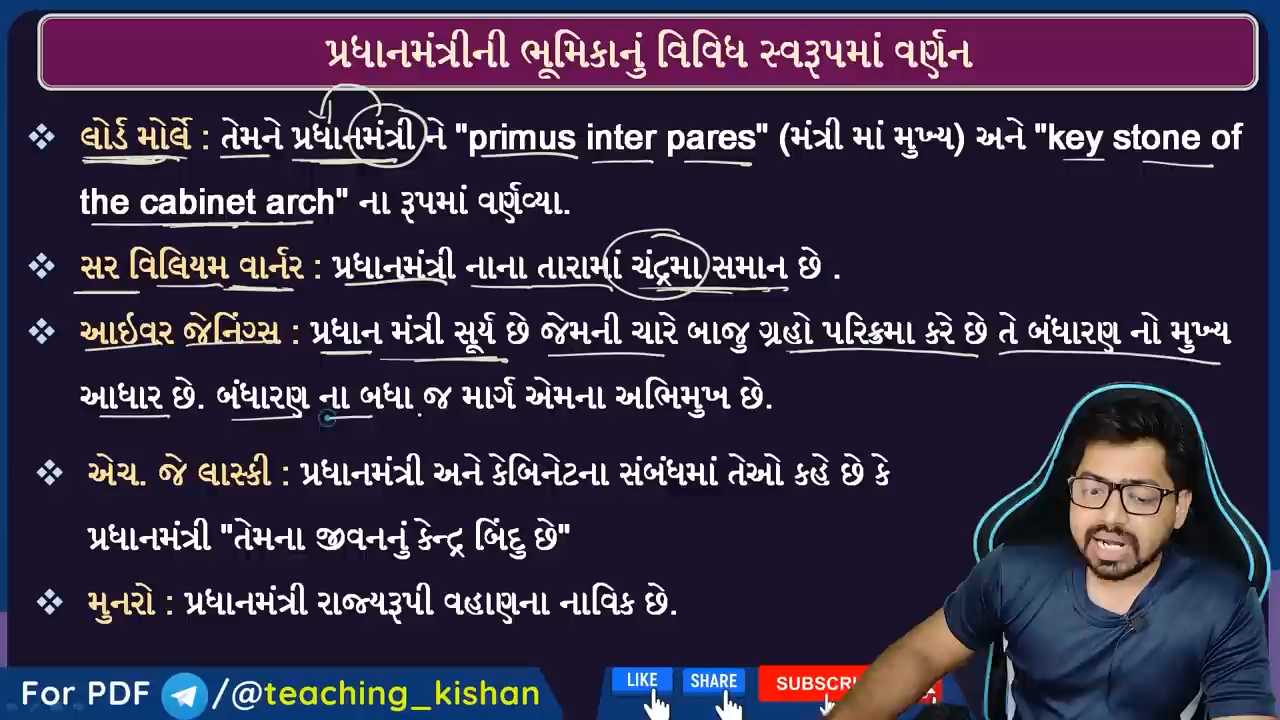 પ્રધાનમંત્રીની ભૂમિકાનું વિવિધ સ્વરૂપમાં વર્ણન
❖ લોર્ડ મોર્લે : તેમને પ્રધાનમંત્રી ને "primus inter pares" (મંત્રી માં મુખ્ય) અને "key stone of
the cabinet arch" ના રૂપમાં વર્ણવ્યા.
❖ સર વિલિયમ વાર્નર : પ્રધાનમંત્રી નાના તારામાં ચંદ્રમા સમાન છે .
❖ આઇવર જેનિંગ્સ : પ્રધાન મંત્રી સૂર્ય છે જેમની ચારે બાજુ ગ્રહો પરિક્રમા કરે છે તે બંધારણ નો મુખ્ય
આધાર છે. બંધારણ ના બધા જ માર્ગ એમના અભિમુખ છે.
❖ એચ. જે લાસ્કી : પ્રધાનમંત્રી અને કેબિનેટના સંબંધમાં તેઓ કહે છે કે
પ્રધાનમંત્રી "તેમના જીવનનું કેન્દ્ર બિંદુ છે"
❖ મુનરો : પ્રધાનમંત્રી રાજ્યરૂપી વહાણના નાવિક છે.
For PDF /@teaching_kishan
LIKE SHARE